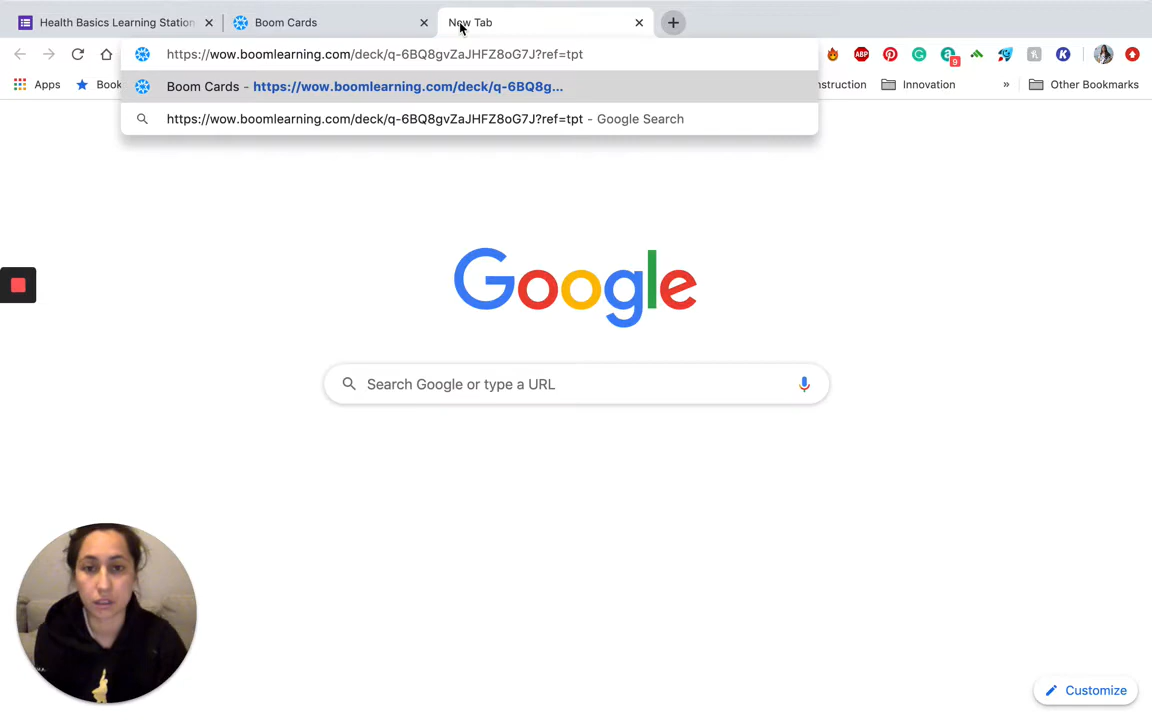 Health Basics Learning Station
Boom Cards
New Tab
https://wow.boomlearning.com/deck/q-6BQ8gvZaJHFZ8oG7J?ref=tpt
ABP
9
K
Apps
Book
Boom Cards - https://wow.boomlearning.com/deck/q-6BQ8g...
nstruction
Innovation
»
Other Bookmarks
https://wow.boomlearning.com/deck/q-6BQ8gvZaJHFZ8oG7J?ref=tpt - Google Search
Google
Search Google or type a URL
Customize